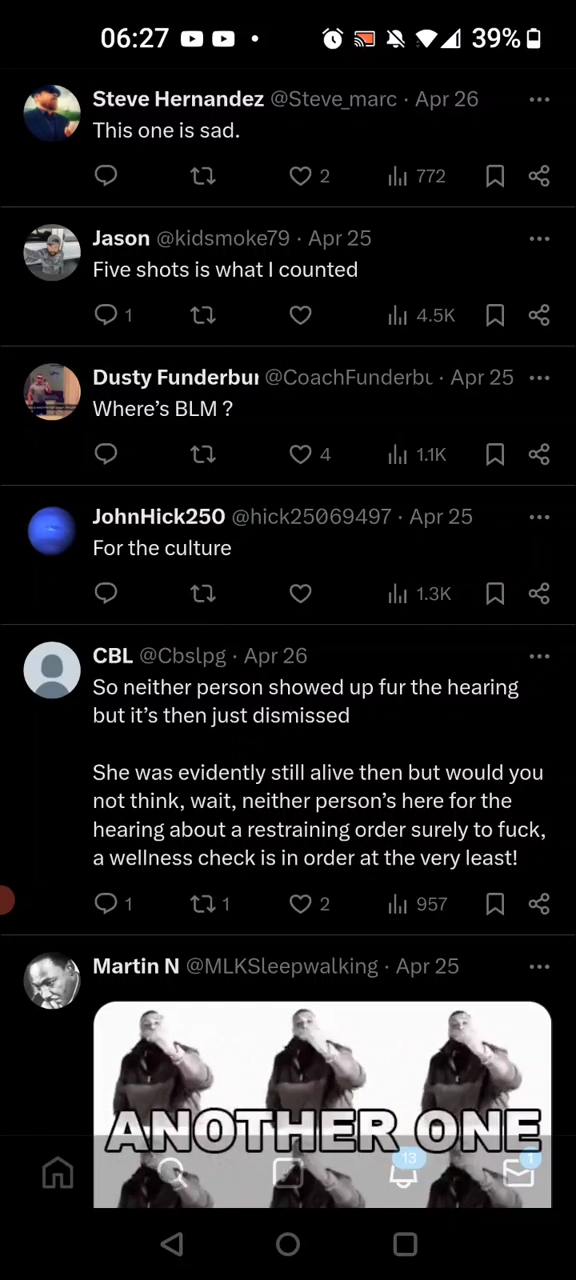 06:27 39%
Steve Hernandez @Steve_marc · Apr 26
This one is sad.
2 772
Jason @kidsmoke79 · Apr 25
Five shots is what I counted
1 4.5K
Dusty Funderbur @CoachFunderbu · Apr 25
Where's BLM ?
4 1.1K
JohnHick250 @hick25069497 · Apr 25
For the culture
1.3K
CBL @Cbslpg · Apr 26
So neither person showed up fur the hearing
but it's then just dismissed
She was evidently still alive then but would you
not think, wait, neither person's here for the
hearing about a restraining order surely to fuck,
a wellness check is in order at the very least!
1 1 2 957
Martin N @MLKSleepwalking · Apr 25
ANOTHER ONE
13 1